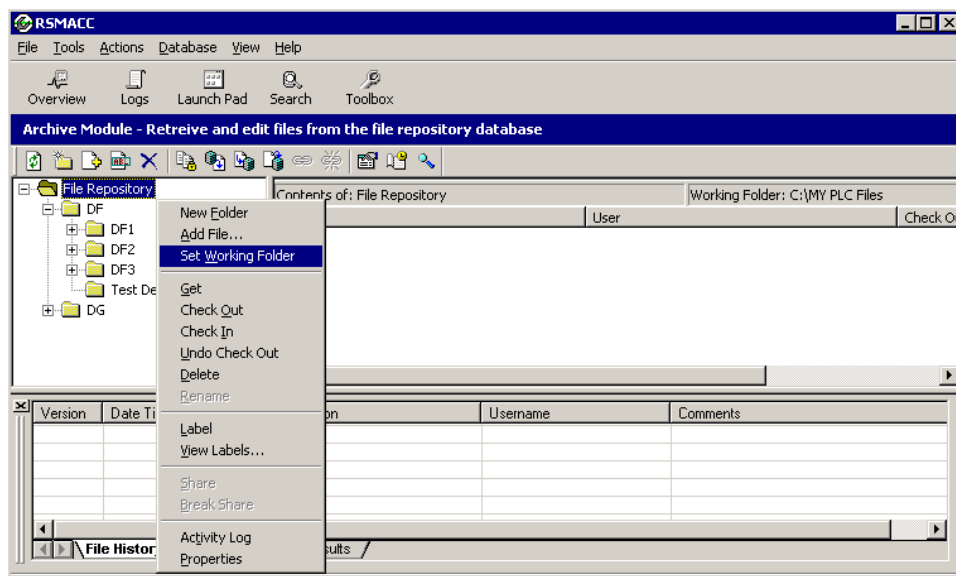 RSMACC
File Tools Actions Database View Help
Overview Logs Launch Pad Search Toolbox
Archive Module - Retreive and edit files from the file repository database
File Repository
Contents of: File Repository
Working Folder: C:\MY PLC Files
User
Check O
DF
DF1
DF2
DF3
Test De
DG
New Folder
Add File...
Set Working Folder
Get
Check Out
Check In
Undo Check Out
Delete
Rename
Label
View Labels...
Share
Break Share
Activity Log
Properties
Version Date Ti on Username Comments
File Histor sults